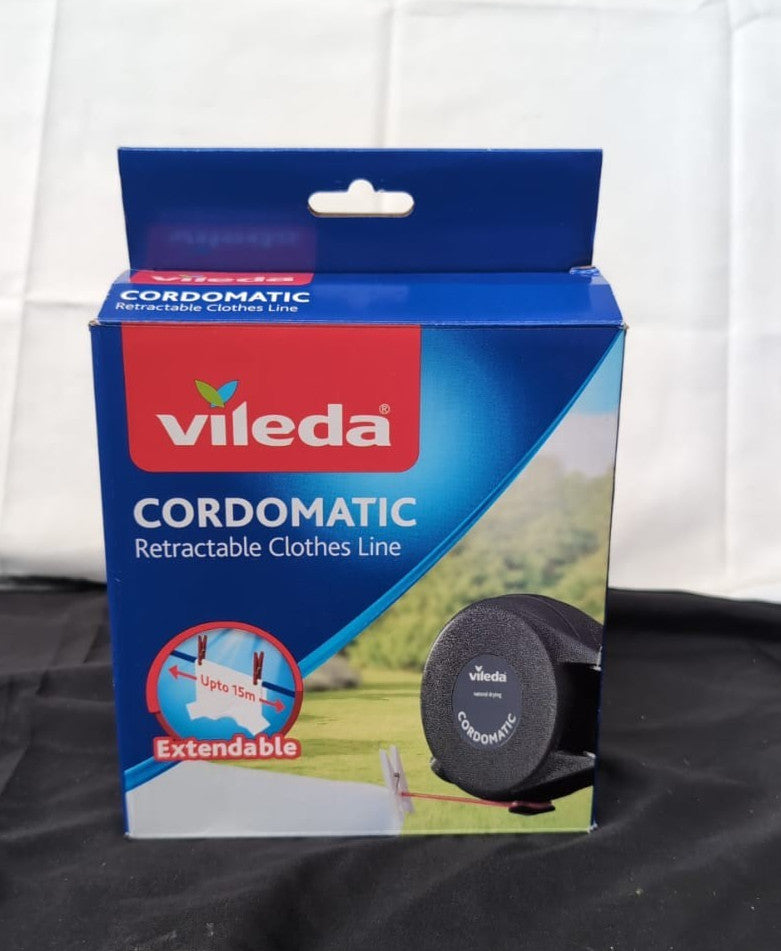 vileda
CORDOMATIC
Retractable Clothes Line
vileda®
CORDOMATIC
Retractable Clothes Line
Upto 15m
Extendable
vileda
natural drying
CORDOMATIC